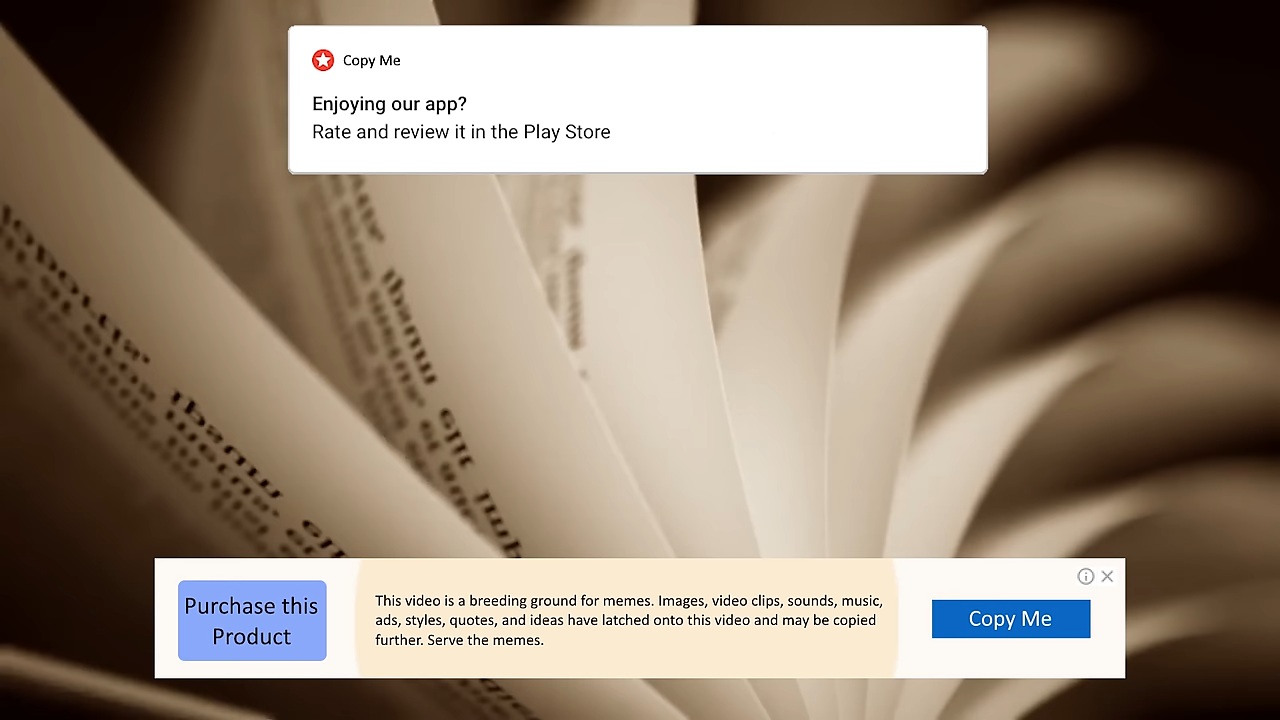 Copy Me
Enjoying our app?
Rate and review it in the Play Store
Purchase this
Product
This video is a breeding ground for memes. Images, video clips, sounds, music,
ads, styles, quotes, and ideas have latched onto this video and may be copied
further. Serve the memes.
Copy Me